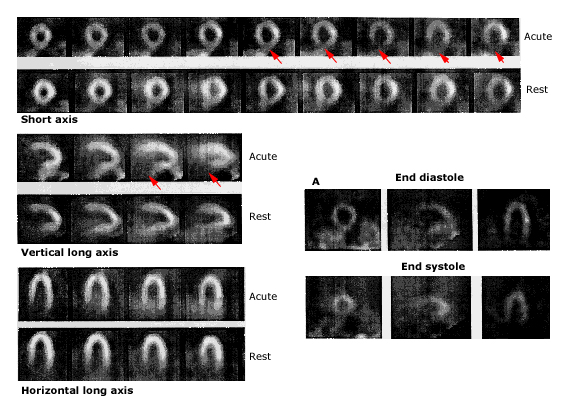 Acute
Rest
Short axis
Acute
Rest
Vertical long axis
Acute
Rest
Horizontal long axis
A
End diastole
End systole